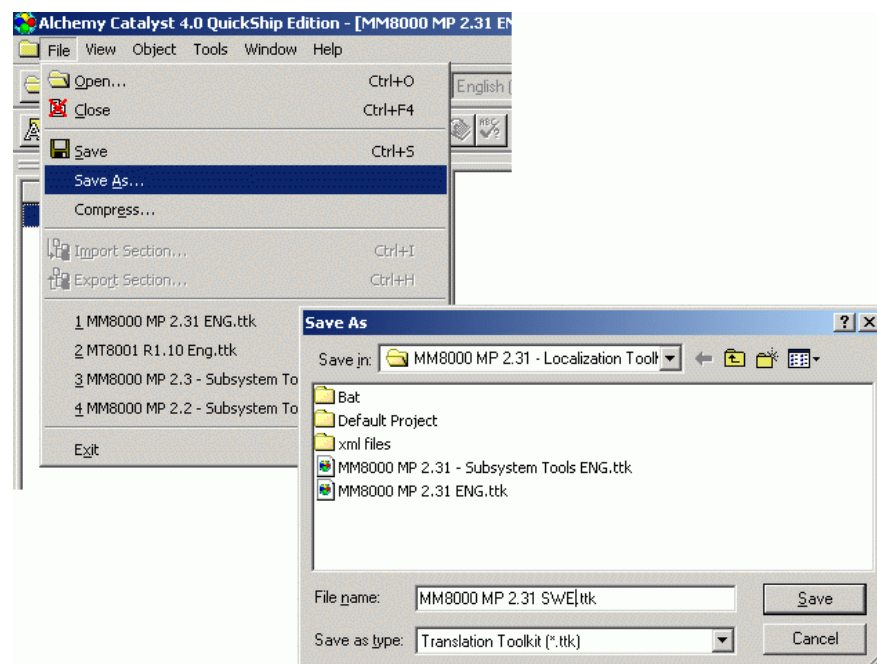 Alchemy Catalyst 4.0 QuickShip Edition - [MM8000 MP 2.31 EN
File View Object Tools Window Help
Open... Ctrl+O
English (
Close Ctrl+F4
ABC
Save Ctrl+S
Save As...
Compress...
Import Section... Ctrl+I
Export Section... Ctrl+H
1 MM8000 MP 2.31 ENG.ttk
2 MT8001 R1.10 Eng.ttk
3 MM8000 MP 2.3 - Subsystem To
4 MM8000 MP 2.2 - Subsystem To
Exit
Save As
Save in: MM8000 MP 2.31 - Localization Toolk
Bat
Default Project
xml files
MM8000 MP 2.31 - Subsystem Tools ENG.ttk
MM8000 MP 2.31 ENG.ttk
File name: MM8000 MP 2.31 SWE.ttk Save
Save as type: Translation Toolkit (*.ttk) Cancel